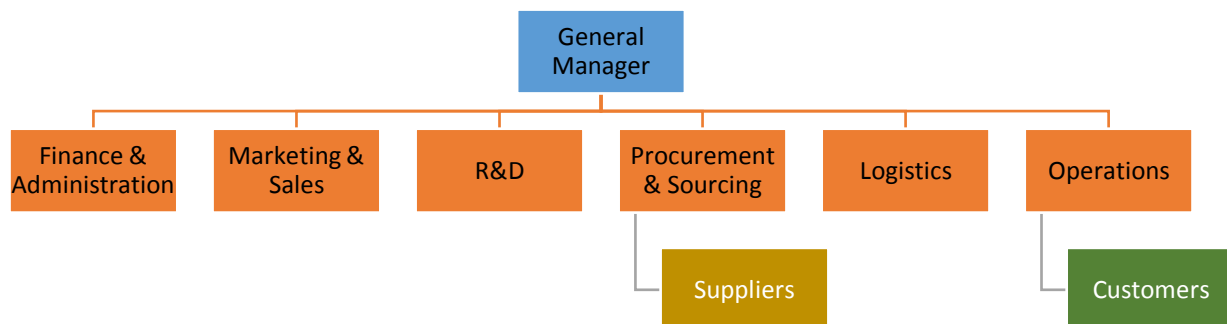 General
Manager
Finance &
Administration
Marketing &
Sales
R&D
Procurement
& Sourcing
Logistics
Operations
Suppliers
Customers